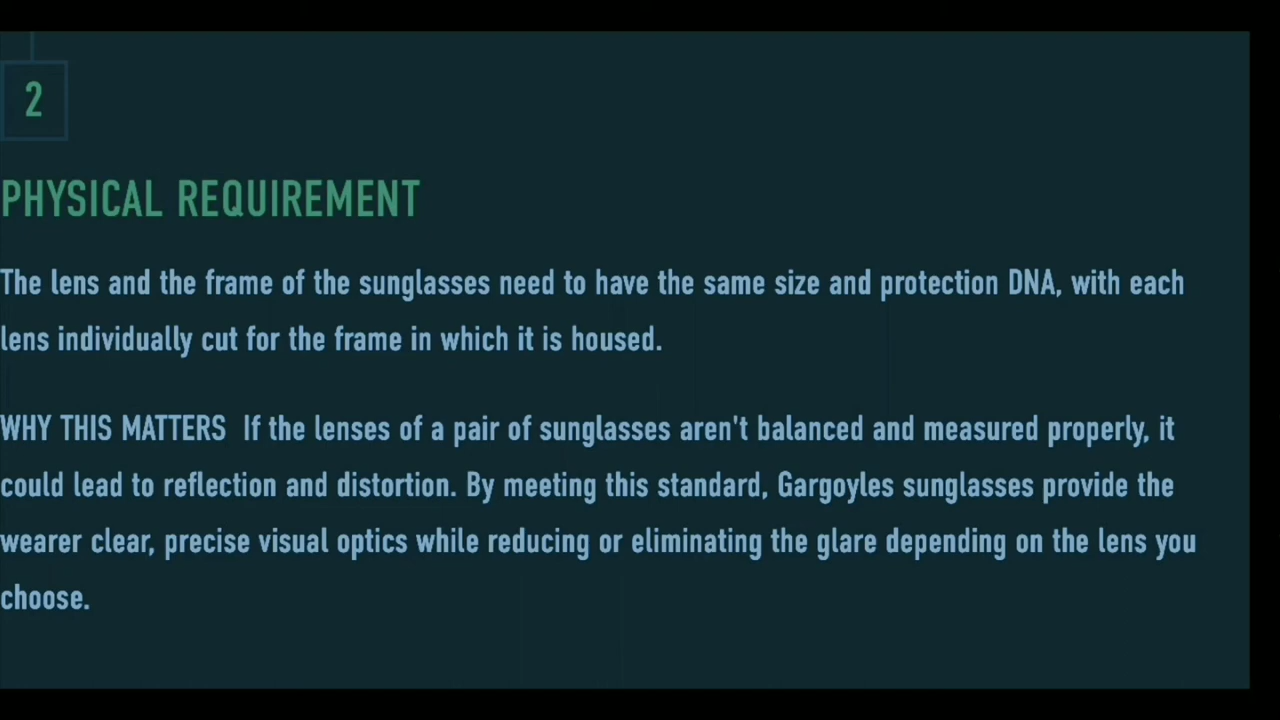 2
PHYSICAL REQUIREMENT
The lens and the frame of the sunglasses need to have the same size and protection DNA, with each
lens individually cut for the frame in which it is housed.
WHY THIS MATTERS If the lenses of a pair of sunglasses aren't balanced and measured properly, it
could lead to reflection and distortion. By meeting this standard, Gargoyles sunglasses provide the
wearer clear, precise visual optics while reducing or eliminating the glare depending on the lens you
choose.